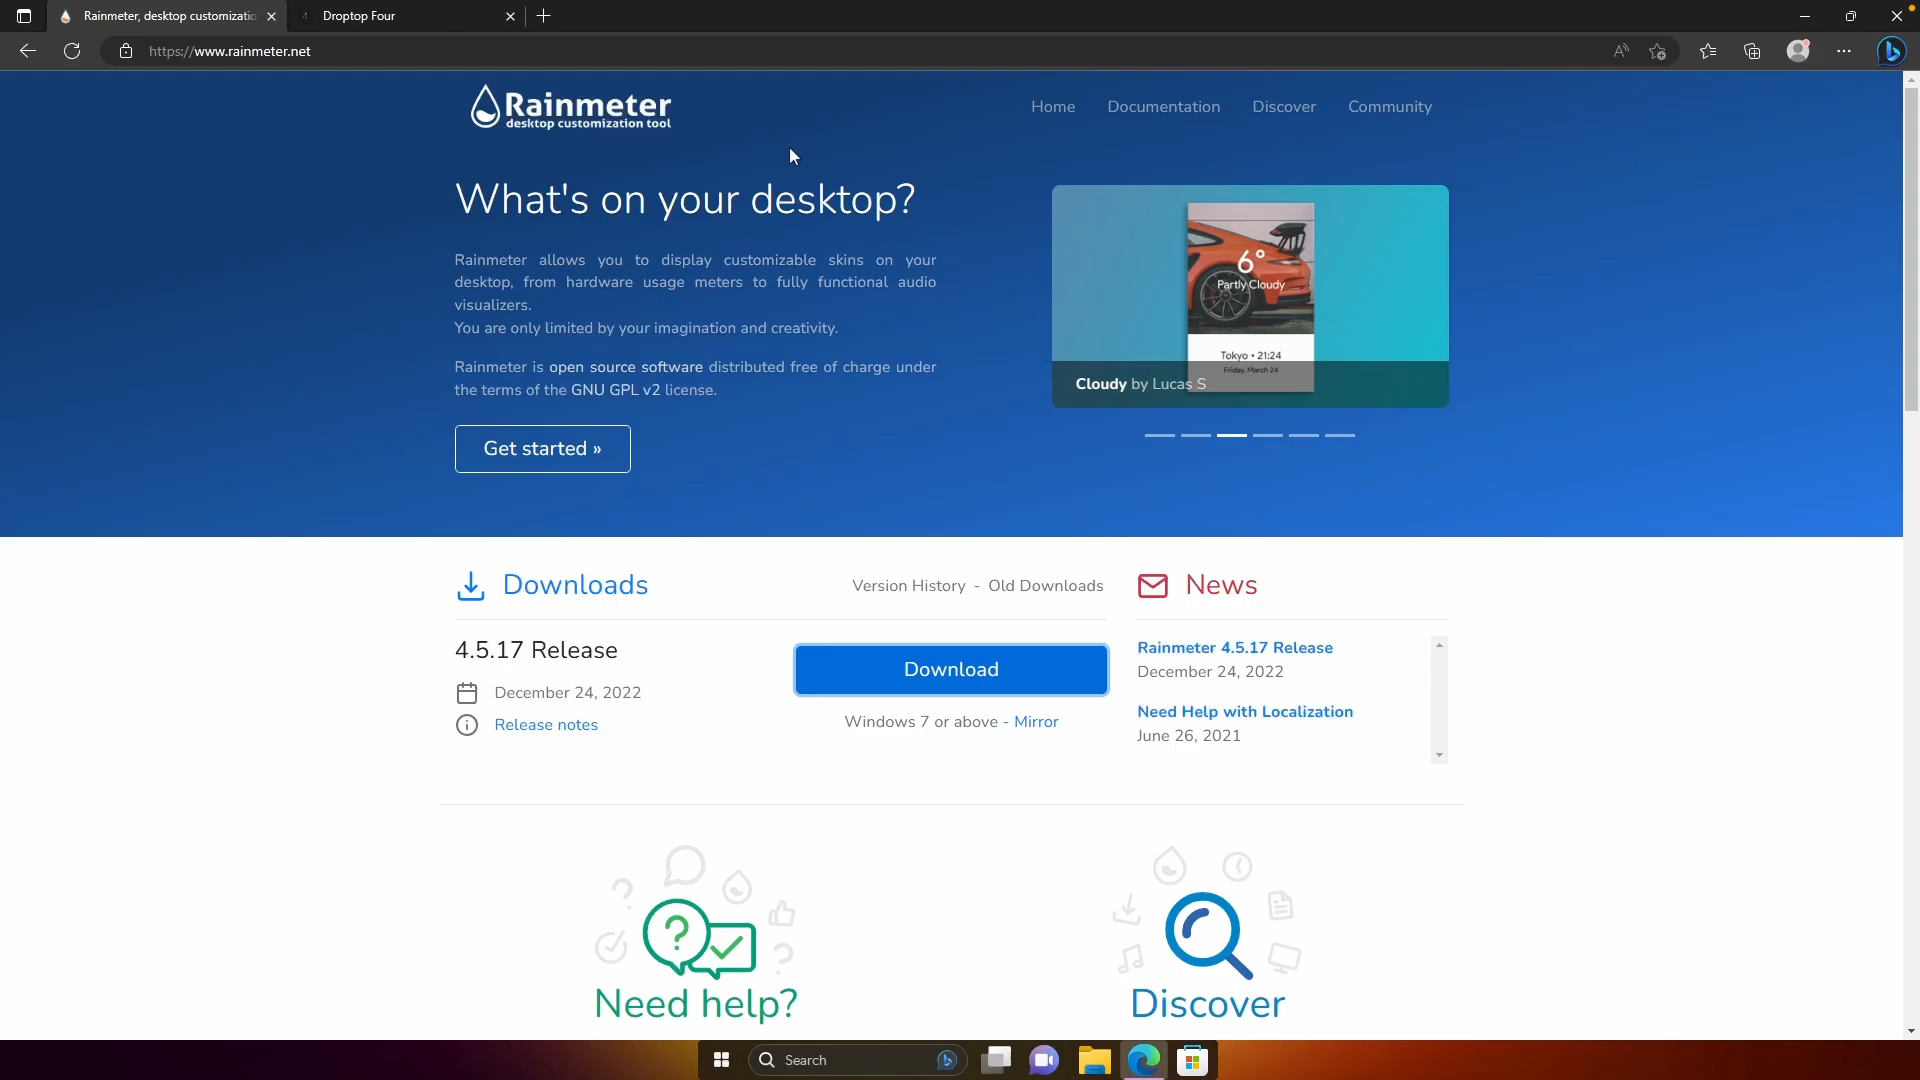 Rainmeter, desktop customizatio
Droptop Four
https://www.rainmeter.net
Rainmeter
desktop customization tool
Home
Documentation
Discover
Community
What's on your desktop?
Rainmeter allows you to display customizable skins on your
desktop, from hardware usage meters to fully functional audio
visualizers.
You are only limited by your imagination and creativity.
Rainmeter is open source software distributed free of charge under
the terms of the GNU GPL v2 license.
Get started »
6°
Partly Cloudy
Tokyo • 21:24
Friday, March 24
Cloudy by Lucas S
Downloads
Version History - Old Downloads
4.5.17 Release
December 24, 2022
Release notes
Download
Windows 7 or above - Mirror
News
Rainmeter 4.5.17 Release
December 24, 2022
Need Help with Localization
June 26, 2021
Need help?
Discover
Search